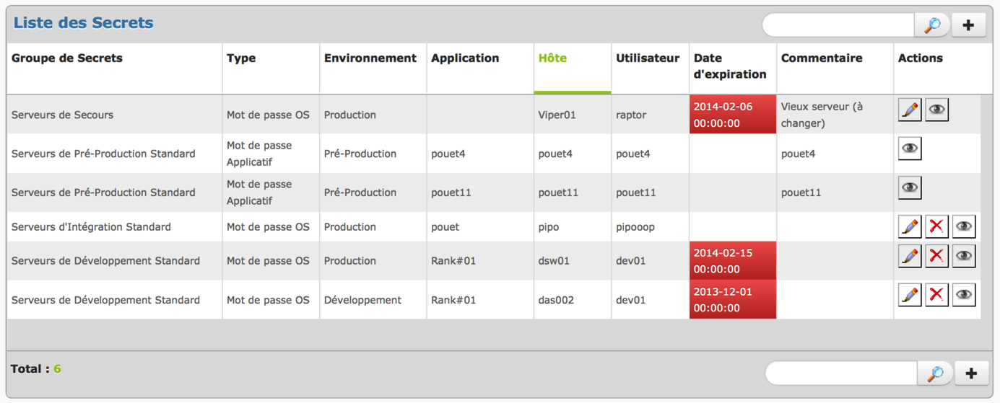 Liste des Secrets
Groupe de Secrets Type Environnement Application Hôte Utilisateur Date Commentaire Actions
d'expiration
Serveurs de Secours Mot de passe OS Production Viper01 raptor 2014-02-06 Vieux serveur (à
00:00:00 changer)
Serveurs de Pré-Production Standard Mot de passe Pré-Production pouet4 pouet4 pouet4 pouet4
Applicatif
Serveurs de Pré-Production Standard Mot de passe Pré-Production pouet11 pouet11 pouet11 pouet11
Applicatif
Serveurs d'Intégration Standard Mot de passe OS Production pouet pipo pipooop
Serveurs de Développement Standard Mot de passe OS Production Rank#01 dsw01 dev01 2014-02-15
00:00:00
Serveurs de Développement Standard Mot de passe OS Développement Rank#01 das002 dev01 2013-12-01
00:00:00
Total : 6